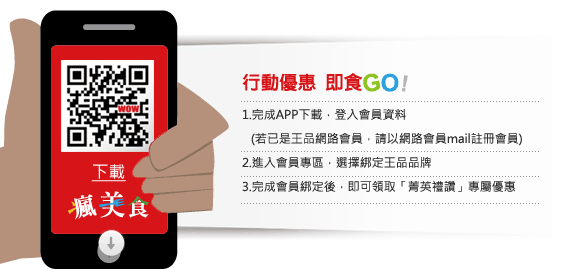 WOW!
下載
瘋美食
行動優惠 即食GO!
1.完成APP下載，登入會員資料
(若已是王品網路會員，請以網路會員mail註冊會員)
2.進入會員專區，選擇綁定王品品牌
3.完成會員綁定後，即可領取「菁英禮讚」專屬優惠